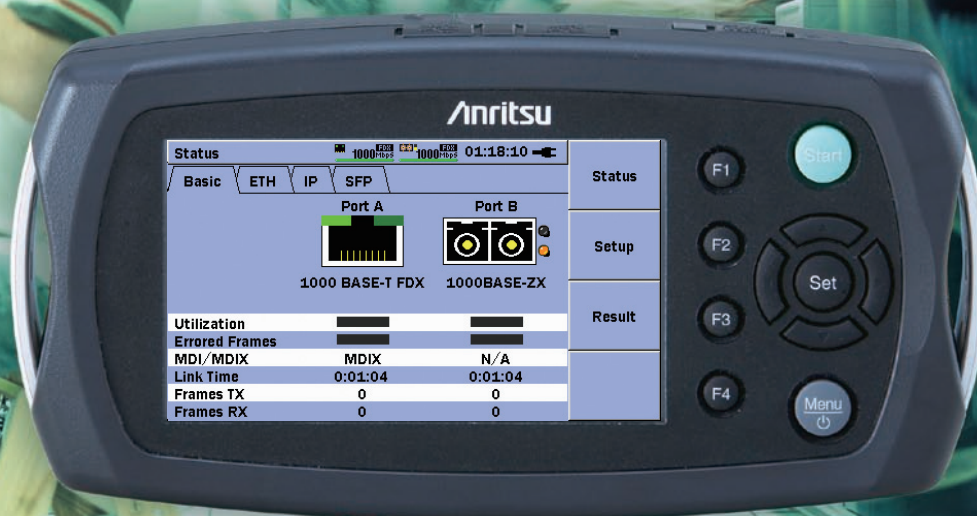 Anritsu
Status 1000 FDX Mbps 1000 FDX Mbps 01:18:10
Basic ETH IP SFP
Port A Port B
1000 BASE-T FDX 1000BASE-ZX
Utilization
Errored Frames
MDI/MDIX MDIX N/A
Link Time 0:01:04 0:01:04
Frames TX 0 0
Frames RX 0 0
Status
Setup
Result
F1
F2
F3
F4
Start
Set
Menu